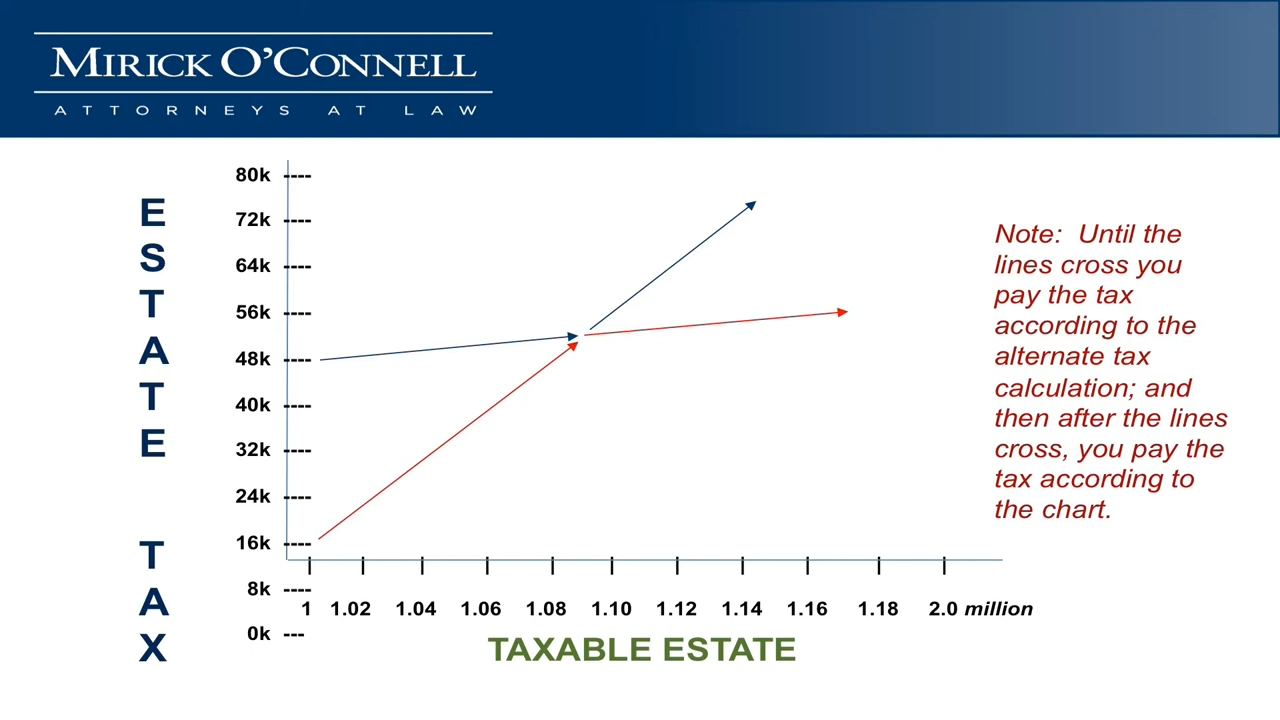 MIRICK O'CONNELL
ATTORNEYS AT LAW
ESTATE TAX
80k
72k
64k
56k
48k
40k
32k
24k
16k
8k
0k
1 1.02 1.04 1.06 1.08 1.10 1.12 1.14 1.16 1.18 2.0 million
TAXABLE ESTATE
Note: Until the
lines cross you
pay the tax
according to the
alternate tax
calculation; and
then after the lines
cross, you pay the
tax according to
the chart.